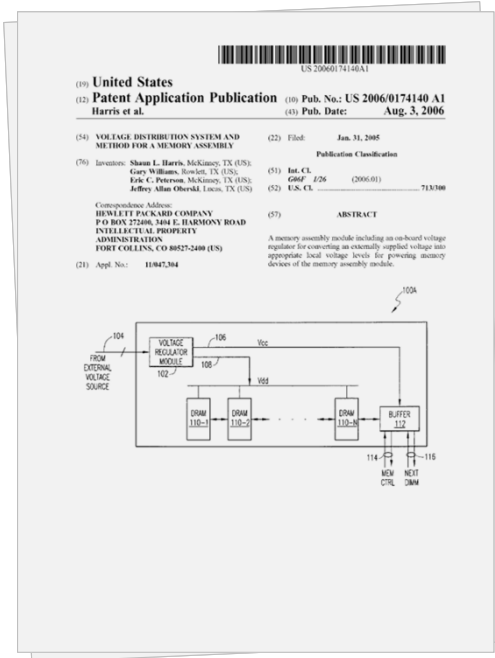 US 20060174140A1
(19) United States
(12) Patent Application Publication (10) Pub. No.: US 2006/0174140 A1
Harris et al. (43) Pub. Date: Aug. 3, 2006
(54) VOLTAGE DISTRIBUTION SYSTEM AND
METHOD FOR A MEMORY ASSEMBLY
(76) Inventors: Shaun L. Harris, McKinney, TX (US);
Gary Williams, Rowlett, TX (US);
Eric C. Peterson, McKinney, TX (US);
Jeffrey Allan Oberski, Lucas, TX (US)
Correspondence Address:
HEWLETT PACKARD COMPANY
P O BOX 272400, 3404 E. HARMONY ROAD
INTELLECTUAL PROPERTY
ADMINISTRATION
FORT COLLINS, CO 80527-2400 (US)
(21) Appl. No.: 11/047,304
(22) Filed: Jan. 31, 2005
Publication Classification
(51) Int. Cl.
G06F 1/26 (2006.01)
(52) U.S. Cl. 713/300
(57) ABSTRACT
A memory assembly module including an on-board voltage
regulator for converting an externally supplied voltage into
appropriate local voltage levels for powering memory
devices of the memory assembly module.
100A
104
FROM
EXTERNAL
VOLTAGE
SOURCE
VOLTAGE
REGULATOR
MODULE
102
106
Vcc
108
Vdd
DRAM
110-1
DRAM
110-2
DRAM
110-N
BUFFER
112
114
116
MEM
CTRL
NEXT
DIMM